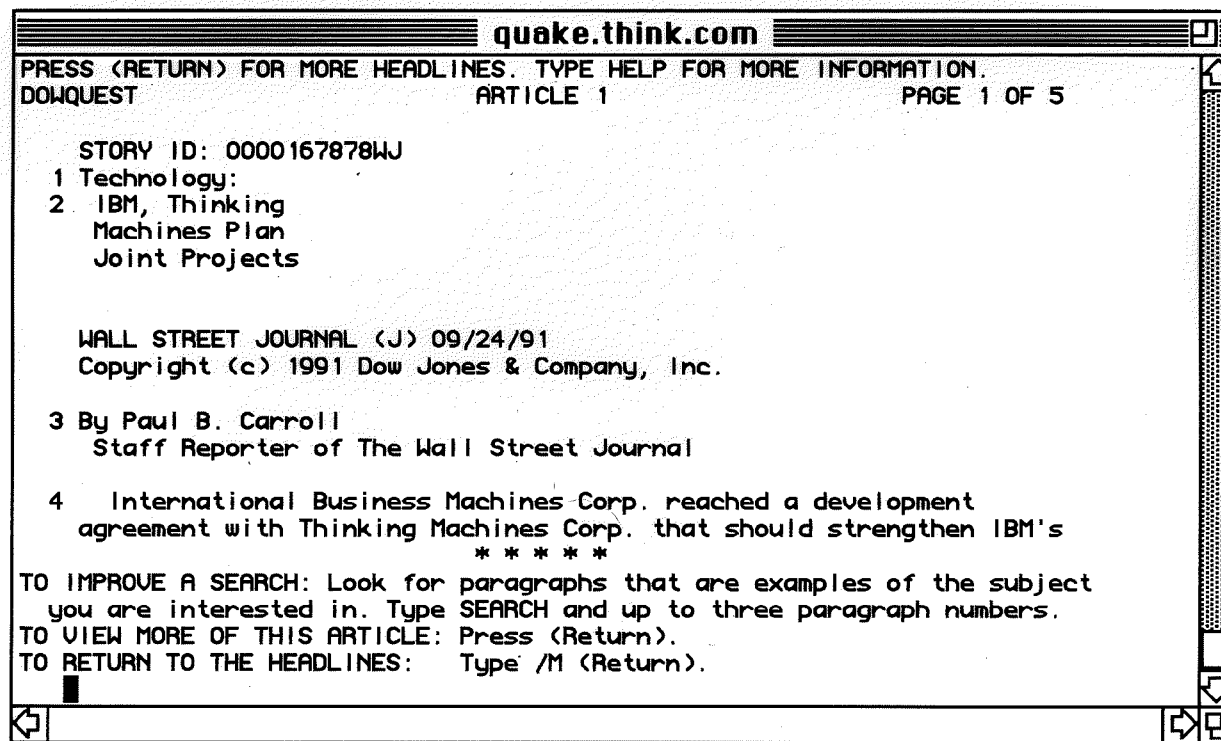 quake.think.com
PRESS <RETURN> FOR MORE HEADLINES. TYPE HELP FOR MORE INFORMATION.
DOWQUEST ARTICLE 1 PAGE 1 OF 5
STORY ID: 0000167878WJ
1 Technology:
2 IBM, Thinking
Machines Plan
Joint Projects
WALL STREET JOURNAL (J) 09/24/91
Copyright (c) 1991 Dow Jones & Company, Inc.
3 By Paul B. Carroll
Staff Reporter of The Wall Street Journal
4 International Business Machines Corp. reached a development
agreement with Thinking Machines Corp. that should strengthen IBM's
* * * * *
TO IMPROVE A SEARCH: Look for paragraphs that are examples of the subject
you are interested in. Type SEARCH and up to three paragraph numbers.
TO VIEW MORE OF THIS ARTICLE: Press (Return).
TO RETURN TO THE HEADLINES: Type /M (Return).